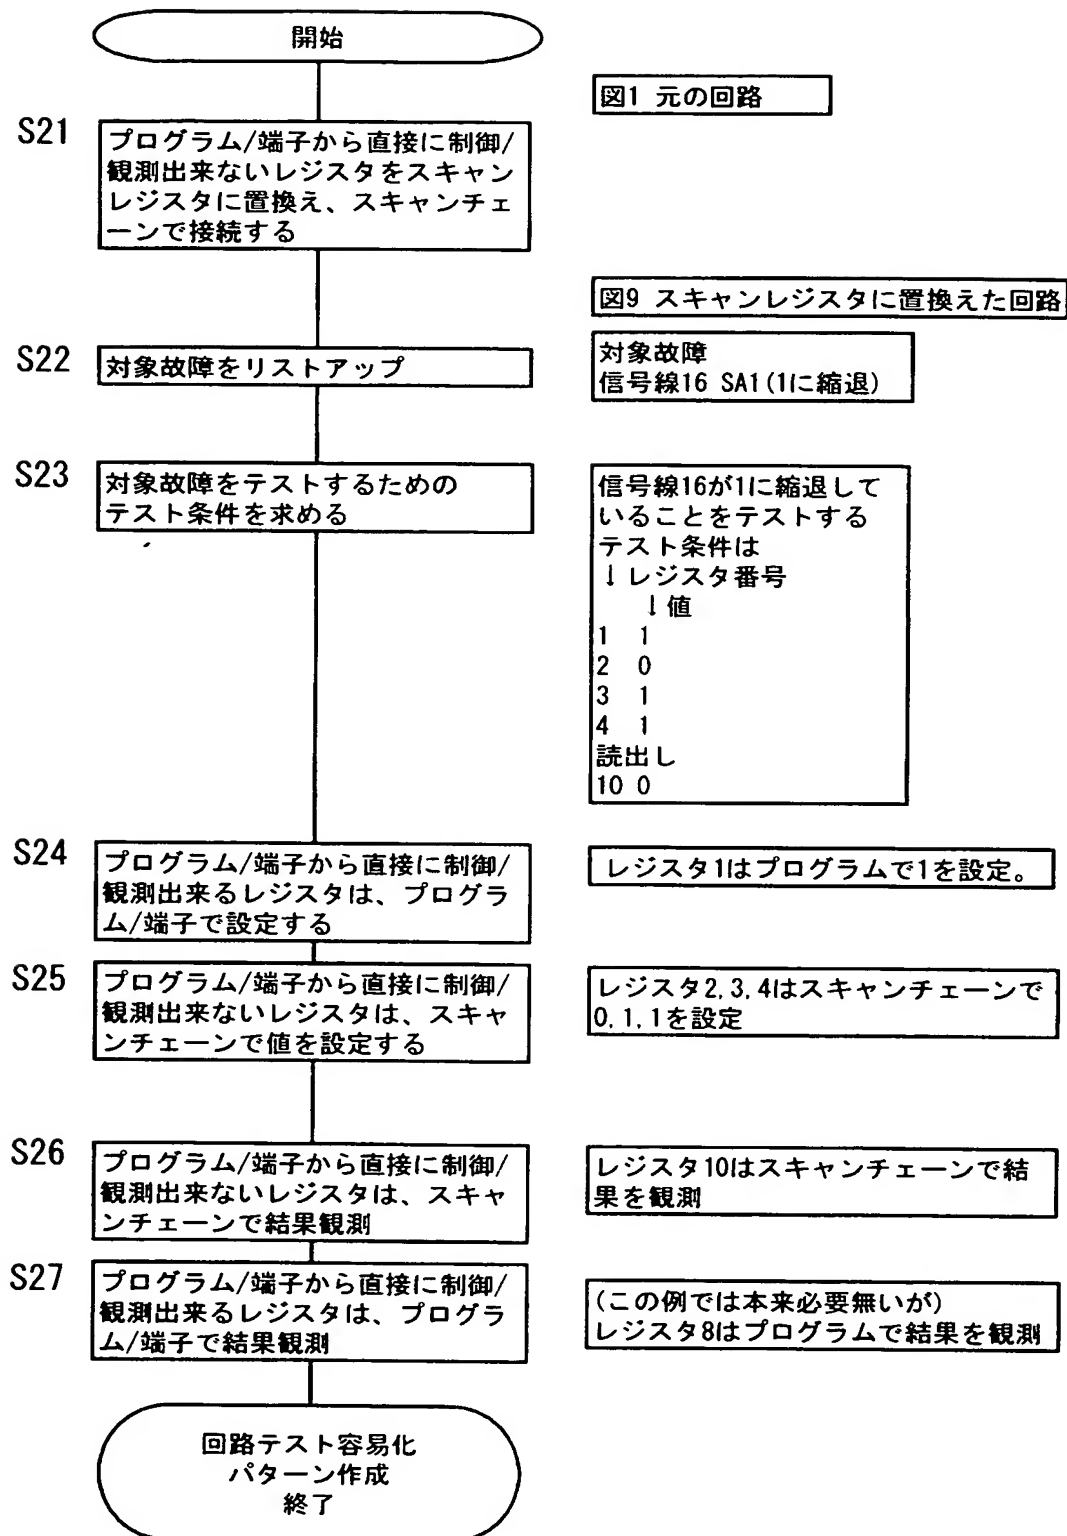 開始
図1 元の回路
S21
プログラム/端子から直接に制御/
観測出来ないレジスタをスキャン
レジスタに置換え、スキャンチェ
ーンで接続する
図9 スキャンレジスタに置換えた回路
S22
対象故障をリストアップ
対象故障
信号線16 SA1(1に縮退)
S23
対象故障をテストするための
テスト条件を求める
信号線16が1に縮退して
いることをテストする
テスト条件は
↓レジスタ番号
↓値
1 1
2 0
3 1
4 1
読出し
10 0
S24
プログラム/端子から直接に制御/
観測出来るレジスタは、プログラ
ム/端子で設定する
レジスタ1はプログラムで1を設定。
S25
プログラム/端子から直接に制御/
観測出来ないレジスタは、スキャ
ンチェーンで値を設定する
レジスタ2,3,4はスキャンチェーンで
0,1,1を設定
S26
プログラム/端子から直接に制御/
観測出来ないレジスタは、スキャ
ンチェーンで結果観測
レジスタ10はスキャンチェーンで結
果を観測
S27
プログラム/端子から直接に制御/
観測出来るレジスタは、プログラ
ム/端子で結果観測
(この例では本来必要無いが)
レジスタ8はプログラムで結果を観測
回路テスト容易化
パターン作成
終了